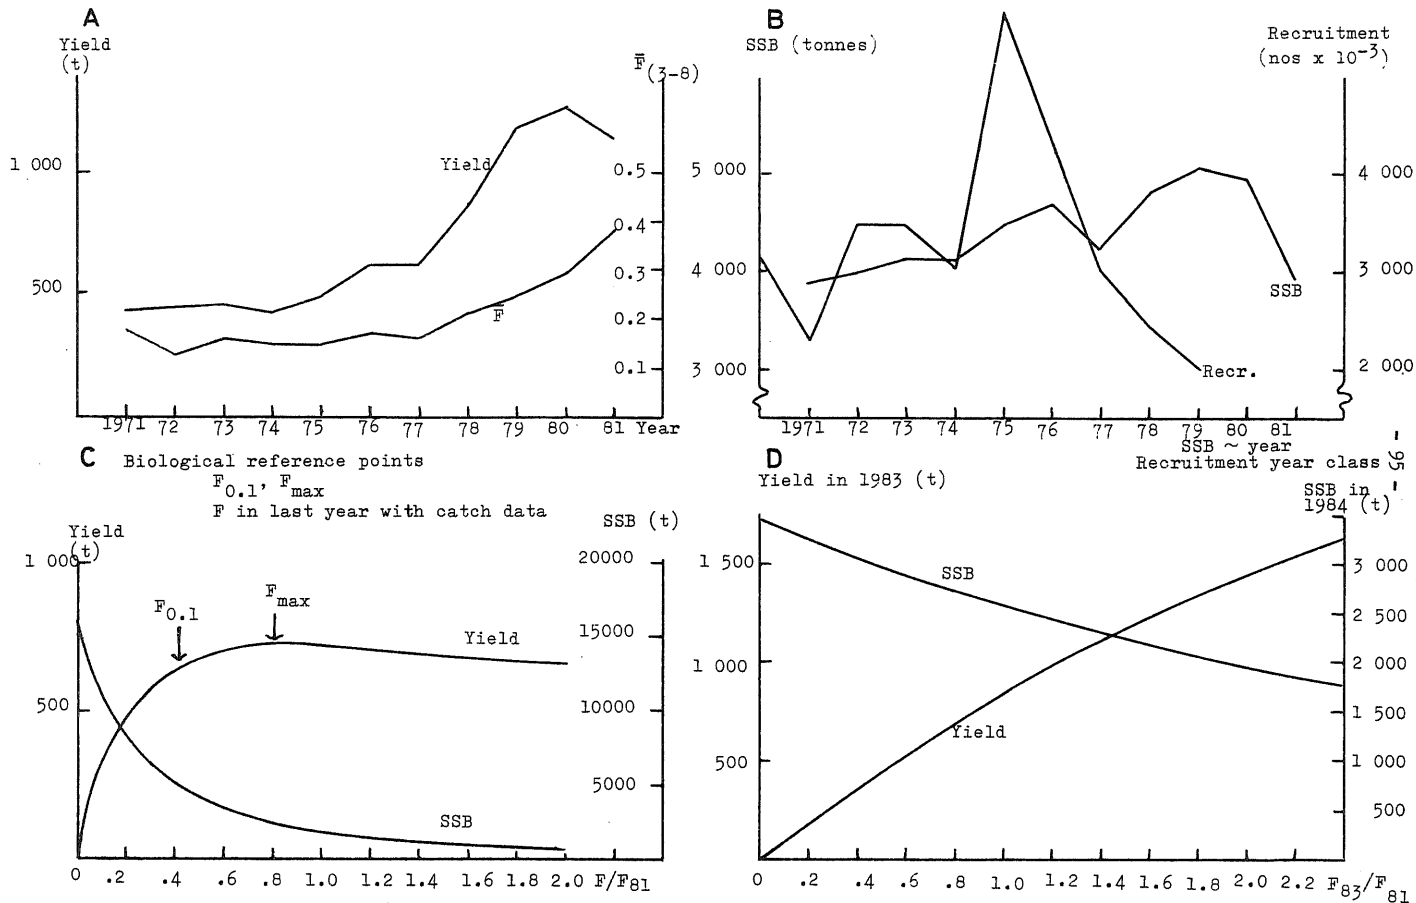 A
Yield
(t)
F̅(3-8)
1 000
500
Yield
F̅
0.5
0.4
0.3
0.2
0.1
1971 72 73 74 75 76 77 78 79 80 81 Year
B
SSB (tonnes)
Recruitment
(nos x 10⁻³)
5 000
4 000
3 000
4 000
3 000
2 000
SSB
Recr.
1971 72 73 74 75 76 77 78 79 80 81
SSB ~ year
Recruitment year class
- 95 -
C Biological reference points
F0.1, Fmax
F in last year with catch data
Yield
(t)
SSB (t)
1 000
500
20000
15000
10000
5000
F0.1
Fmax
Yield
SSB
0 .2 .4 .6 .8 1.0 1.2 1.4 1.6 1.8 2.0 F/F81
D
Yield in 1983 (t)
SSB in
1984 (t)
1 500
1 000
500
3 000
2 500
2 000
1 500
1 000
500
SSB
Yield
0 .2 .4 .6 .8 1.0 1.2 1.4 1.6 1.8 2.0 2.2 F83/F81